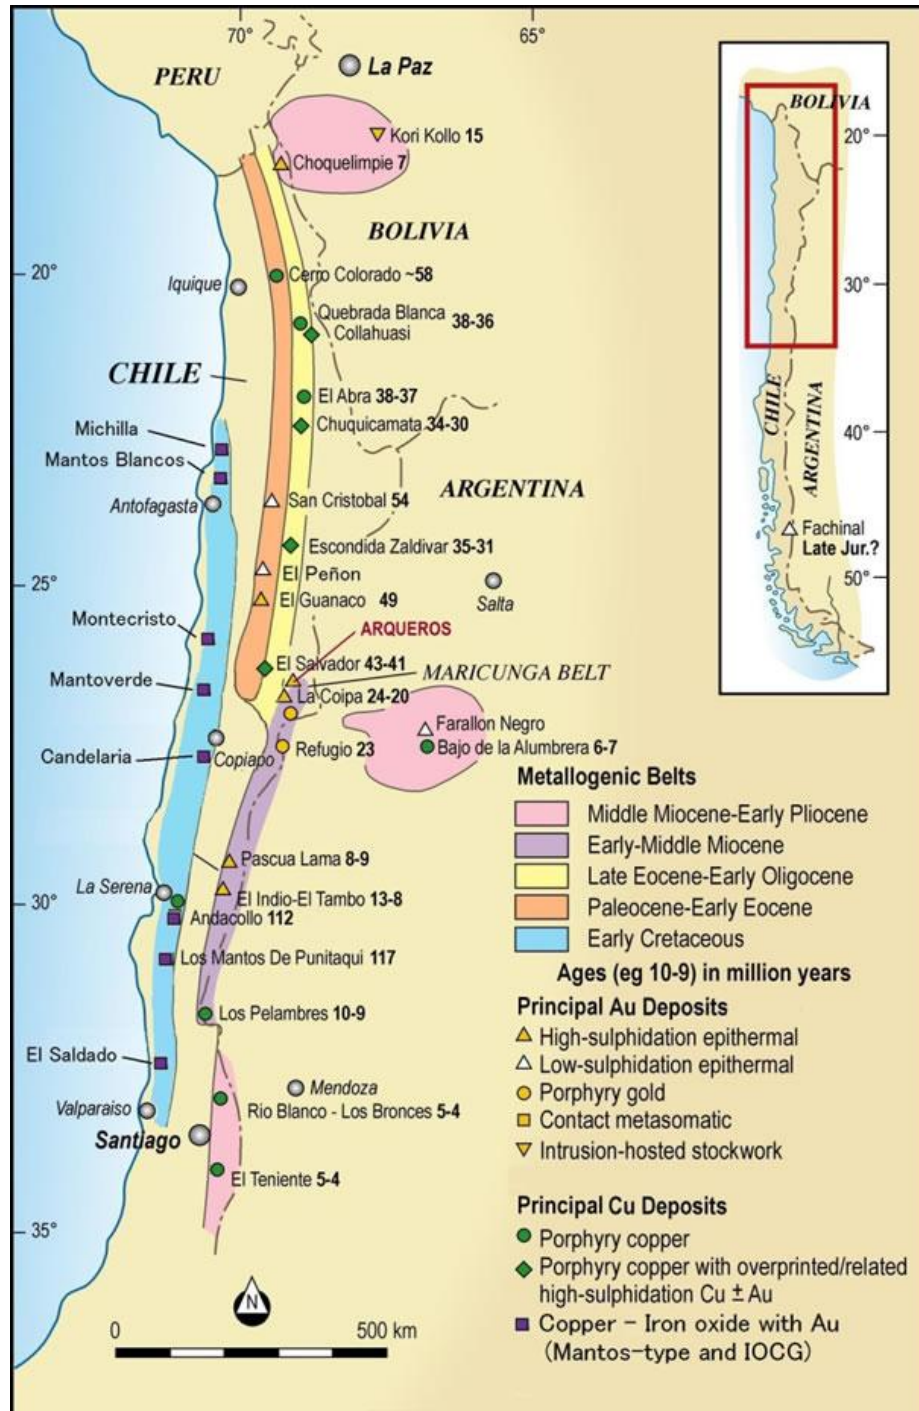 70°
65°
PERU
La Paz
BOLIVIA
20°
Kori Kollo 15
Choquelimpie 7
BOLIVIA
20°
Cerro Colorado ~58
Iquique
Quebrada Blanca
38-36
Collahuasi
30°
CHILE
El Abra 38-37
Chuquicamata 34-30
CHILE
ARGENTINA
40°
Michilla
Mantos Blancos
Antofagasta
San Cristobal 54
ARGENTINA
Fachinal
Late Jur.?
50°
Escondida Zaldivar 35-31
El Peñon
25°
El Guanaco 49
Salta
Montecristo
ARQUEROS
El Salvador 43-41
MARICUNGA BELT
Mantoverde
La Coipa 24-20
Farallon Negro
Candelaria
Copiapo
Refugio 23
Bajo de la Alumbrera 6-7
Metallogenic Belts
Middle Miocene-Early Pliocene
Early-Middle Miocene
Late Eocene-Early Oligocene
Paleocene-Early Eocene
Early Cretaceous
Ages (eg 10-9) in million years
Pascua Lama 8-9
La Serena
El Indio-El Tambo 13-8
30°
Andacollo 112
Los Mantos De Punitaqui 117
Los Pelambres 10-9
El Saldado
Mendoza
Valparaiso
Rio Blanco - Los Bronces 5-4
Santiago
El Teniente 5-4
35°
Principal Au Deposits
High-sulphidation epithermal
Low-sulphidation epithermal
Porphyry gold
Contact metasomatic
Intrusion-hosted stockwork
Principal Cu Deposits
Porphyry copper
Porphyry copper with overprinted/related
high-sulphidation Cu ± Au
Copper - Iron oxide with Au
(Mantos-type and IOCG)
N
0
500 km